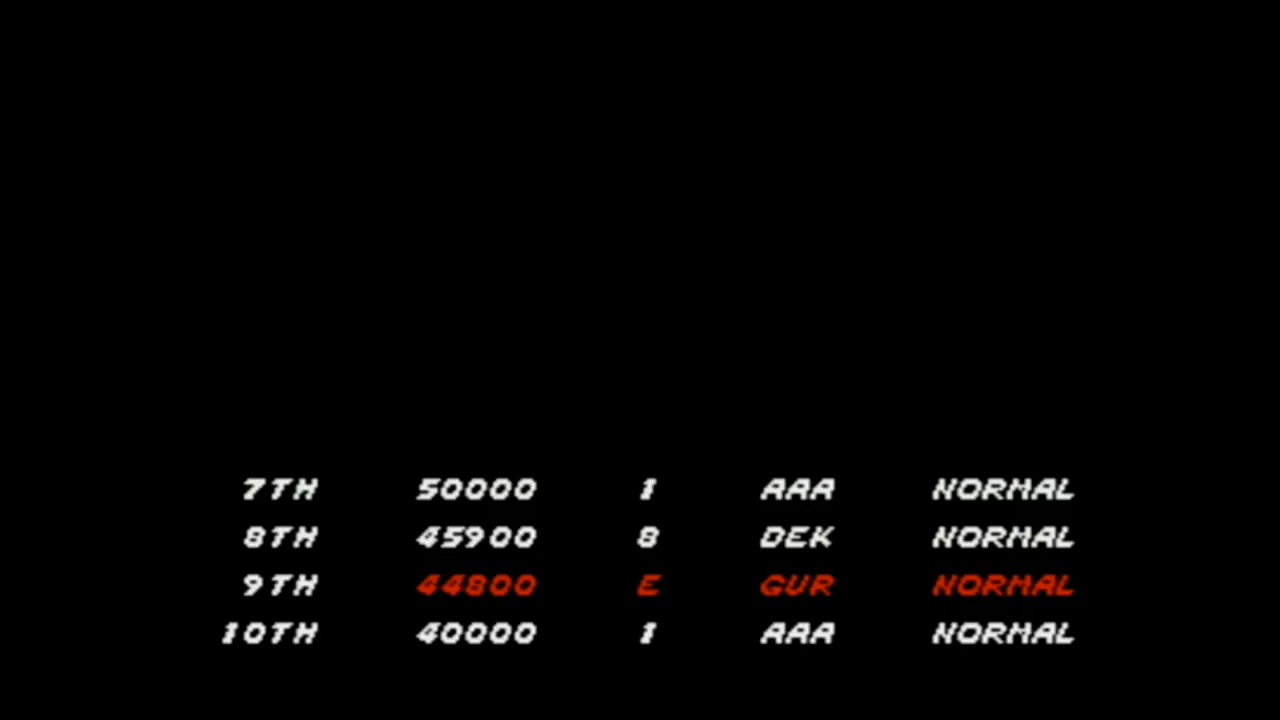 7TH 50000 1 AAA NORMAL
8TH 45900 8 DEK NORMAL
9TH 44800 E GUR NORMAL
10TH 40000 1 AAA NORMAL